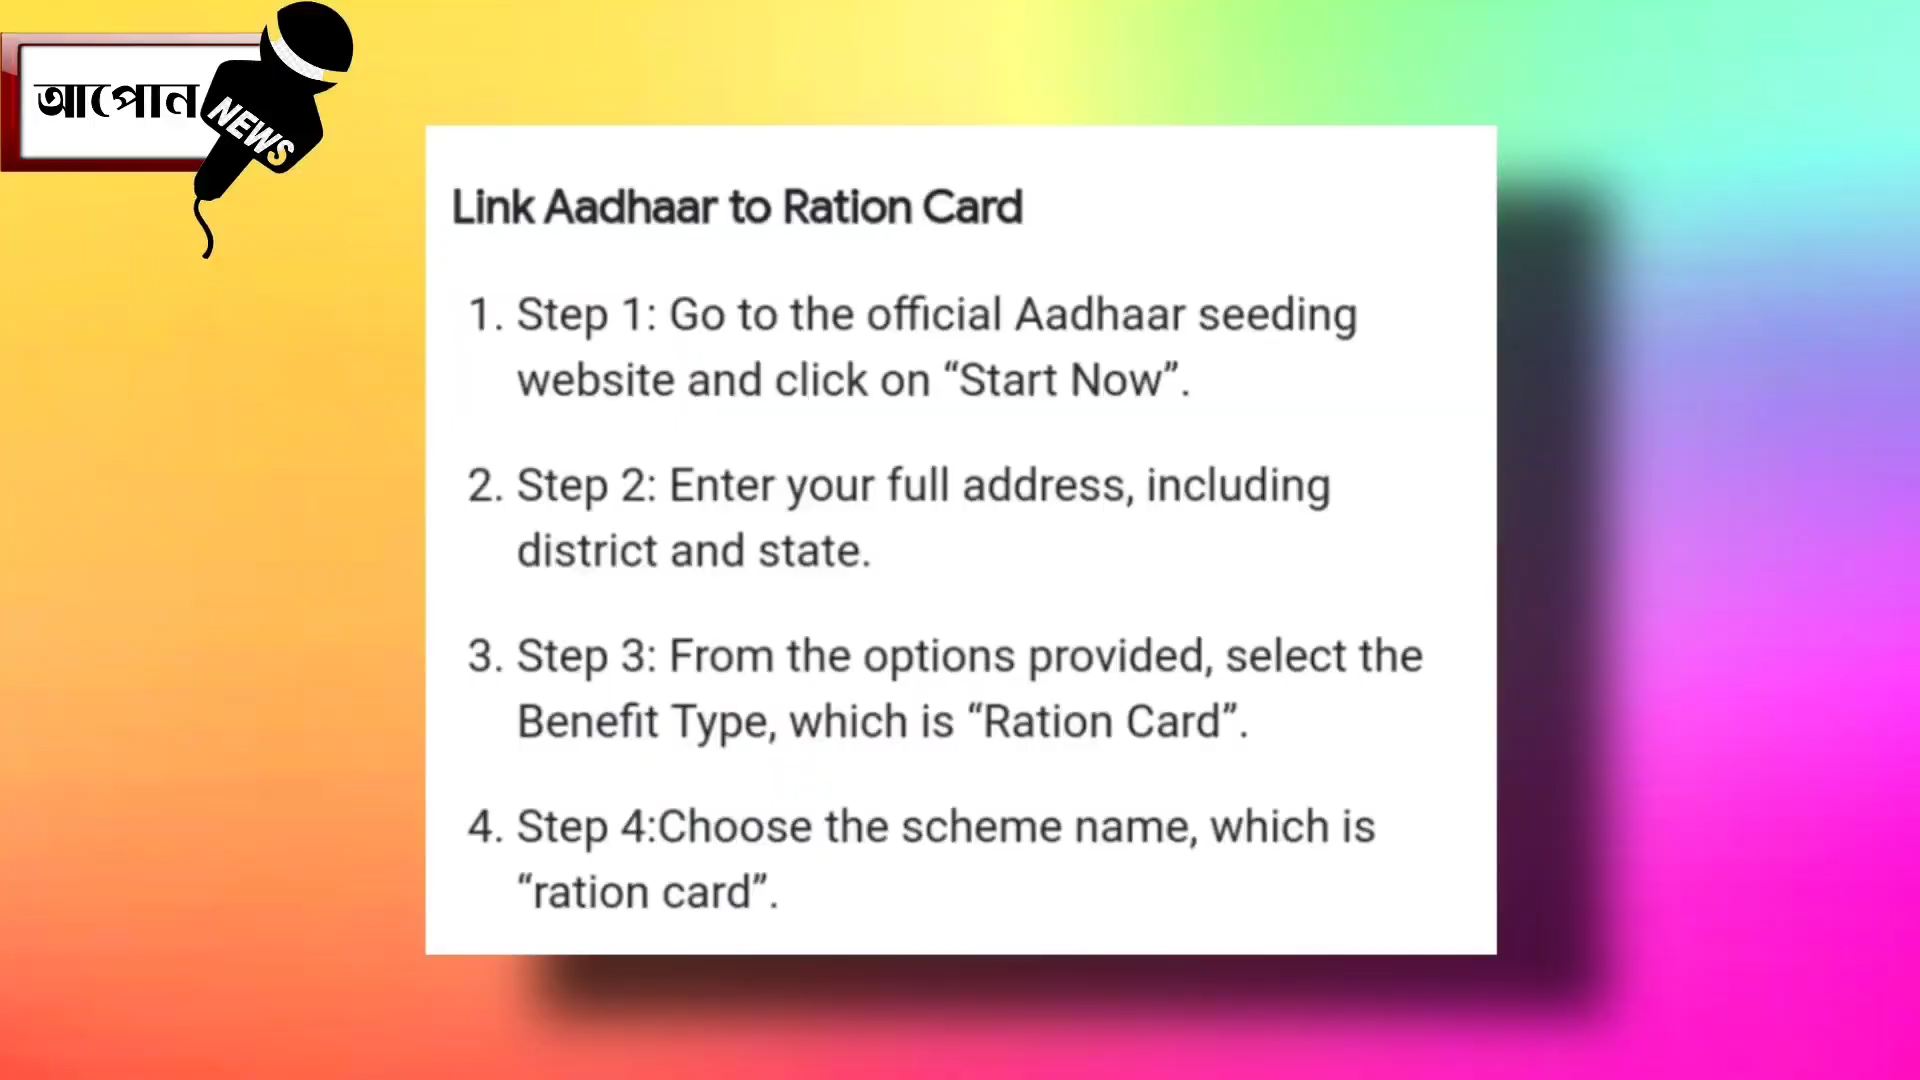 আপোন
NEWS
Link Aadhaar to Ration Card
1. Step 1: Go to the official Aadhaar seeding
website and click on “Start Now”.
2. Step 2: Enter your full address, including
district and state.
3. Step 3: From the options provided, select the
Benefit Type, which is “Ration Card”.
4. Step 4:Choose the scheme name, which is
“ration card”.